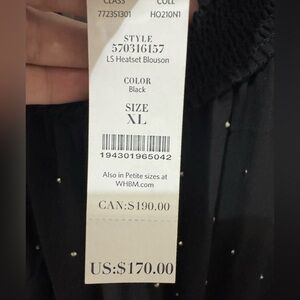 CLASS COLL
772351301 HO210N1
STYLE
570316157
LS Heatset Blouson
COLOR
Black
SIZE
XL
194301965042
Also in Petite sizes at
WHBM.com
CAN:$190.00
US:$170.00